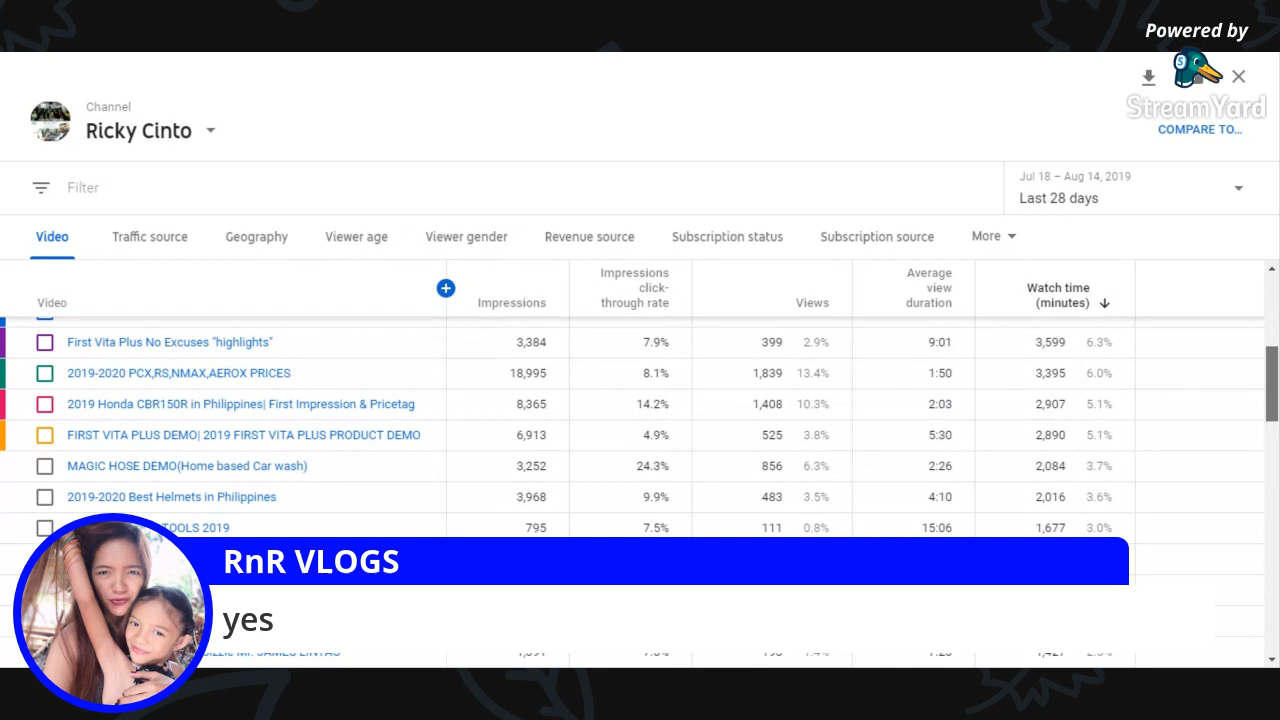 Powered by
StreamYard
Channel
Ricky Cinto
COMPARE TO...
Filter
Jul 18 – Aug 14, 2019
Last 28 days
Video Traffic source Geography Viewer age Viewer gender Revenue source Subscription status Subscription source More
Video Impressions Impressions click-through rate Views Average view duration Watch time (minutes)
First Vita Plus No Excuses "highlights" 3,384 7.9% 399 2.9% 9:01 3,599 6.3%
2019-2020 PCX,RS,NMAX,AEROX PRICES 18,995 8.1% 1,839 13.4% 1:50 3,395 6.0%
2019 Honda CBR150R in Philippines| First Impression & Pricetag 8,365 14.2% 1,408 10.3% 2:03 2,907 5.1%
FIRST VITA PLUS DEMO| 2019 FIRST VITA PLUS PRODUCT DEMO 6,913 4.9% 525 3.8% 5:30 2,890 5.1%
MAGIC HOSE DEMO(Home based Car wash) 3,252 24.3% 856 6.3% 2:26 2,084 3.7%
2019-2020 Best Helmets in Philippines 3,968 9.9% 483 3.5% 4:10 2,016 3.6%
TOOLS 2019 795 7.5% 111 0.8% 15:06 1,677 3.0%
RnR VLOGS
yes